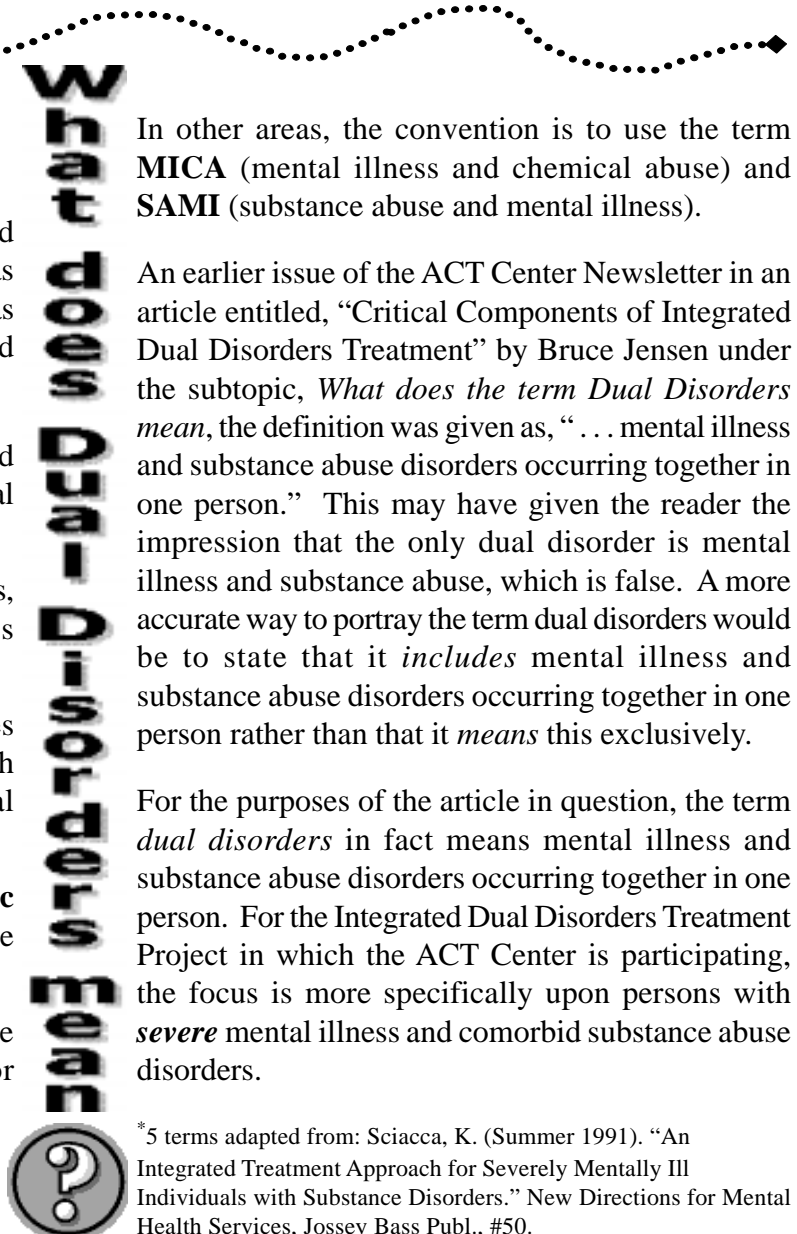 What does Dual Disorders mean
?
d
s
s
d
d
al
s,
s
es
h
al
c
e
e
or
In other areas, the convention is to use the term
MICA (mental illness and chemical abuse) and
SAMI (substance abuse and mental illness).
An earlier issue of the ACT Center Newsletter in an
article entitled, “Critical Components of Integrated
Dual Disorders Treatment” by Bruce Jensen under
the subtopic, What does the term Dual Disorders
mean, the definition was given as, “ . . . mental illness
and substance abuse disorders occurring together in
one person.” This may have given the reader the
impression that the only dual disorder is mental
illness and substance abuse, which is false. A more
accurate way to portray the term dual disorders would
be to state that it includes mental illness and
substance abuse disorders occurring together in one
person rather than that it means this exclusively.
For the purposes of the article in question, the term
dual disorders in fact means mental illness and
substance abuse disorders occurring together in one
person. For the Integrated Dual Disorders Treatment
Project in which the ACT Center is participating,
the focus is more specifically upon persons with
severe mental illness and comorbid substance abuse
disorders.
*5 terms adapted from: Sciacca, K. (Summer 1991). “An
Integrated Treatment Approach for Severely Mentally Ill
Individuals with Substance Disorders.” New Directions for Mental
Health Services, Jossey Bass Publ., #50.